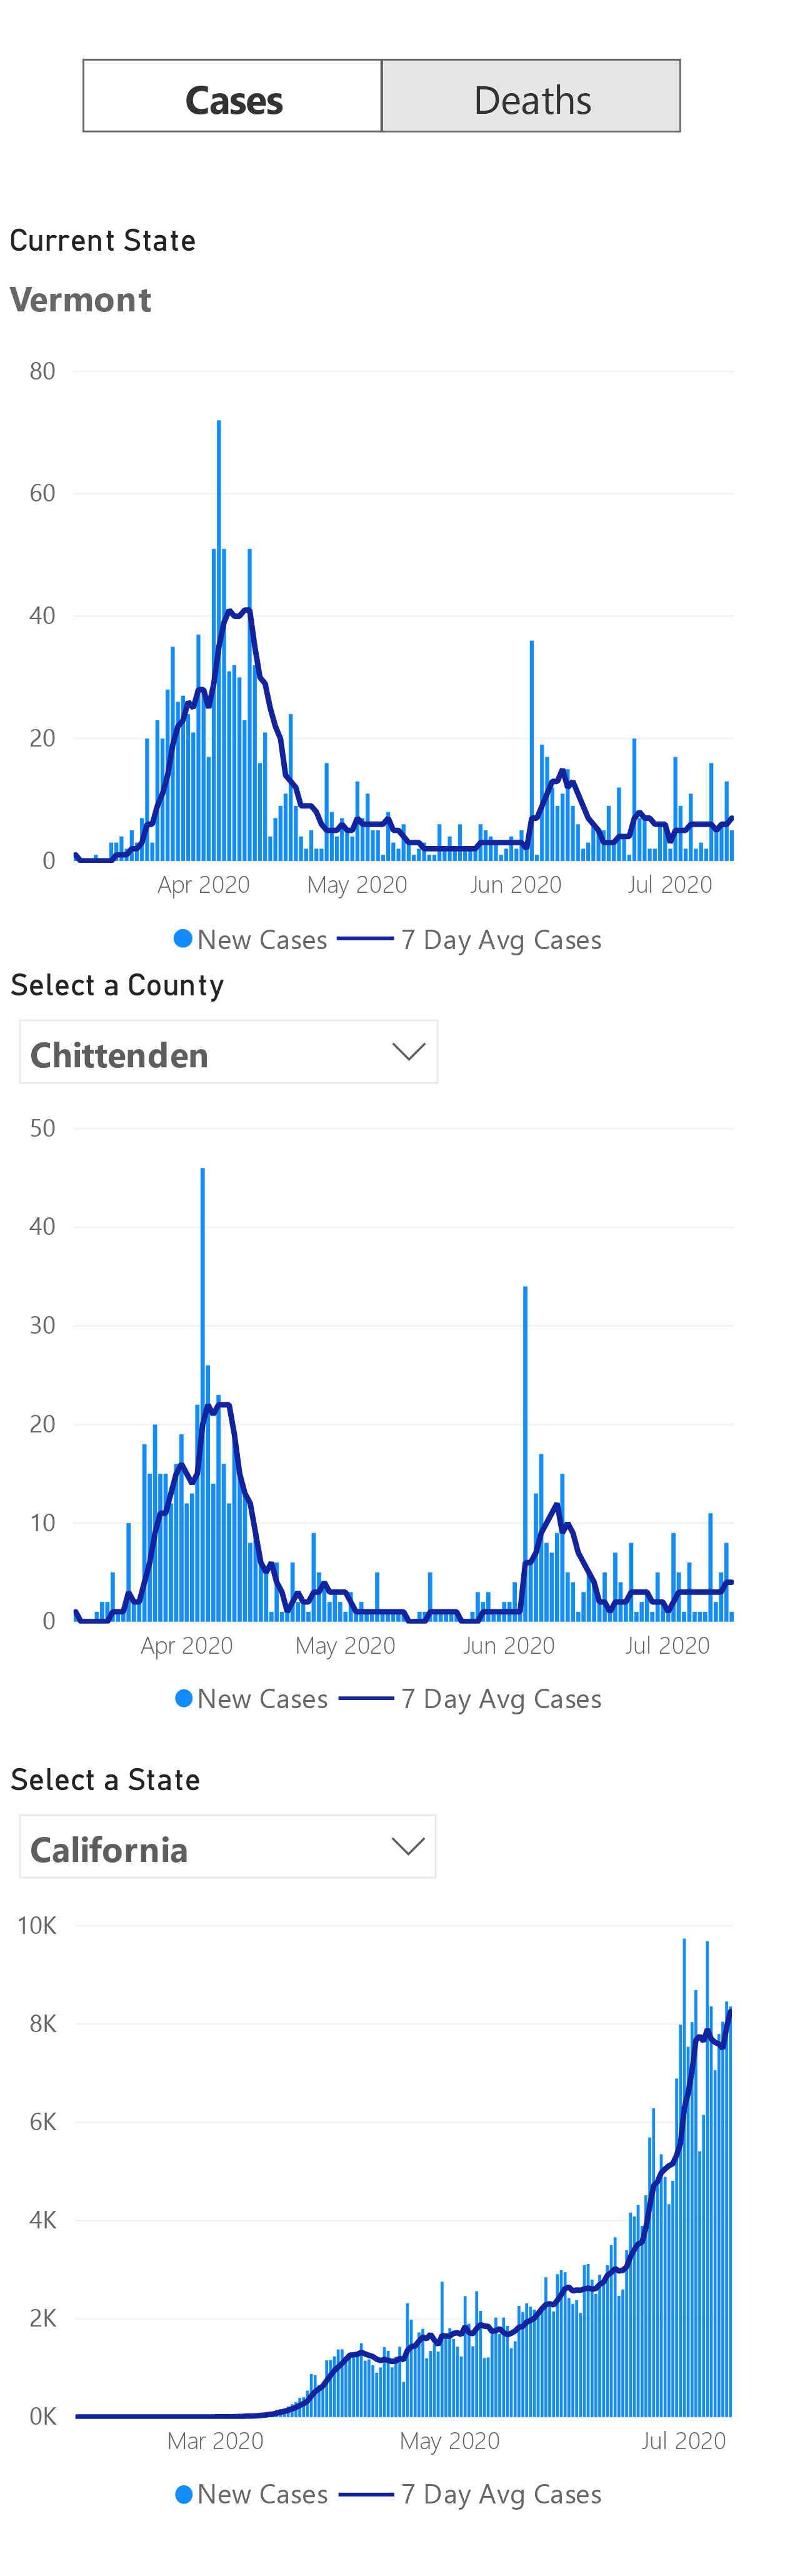 Cases Deaths
Current State
Vermont
80
60
40
20
0
Apr 2020 May 2020 Jun 2020 Jul 2020
New Cases 7 Day Avg Cases
Select a County
Chittenden
50
40
30
20
10
0
Apr 2020 May 2020 Jun 2020 Jul 2020
New Cases 7 Day Avg Cases
Select a State
California
10K
8K
6K
4K
2K
0K
Mar 2020 May 2020 Jul 2020
New Cases 7 Day Avg Cases